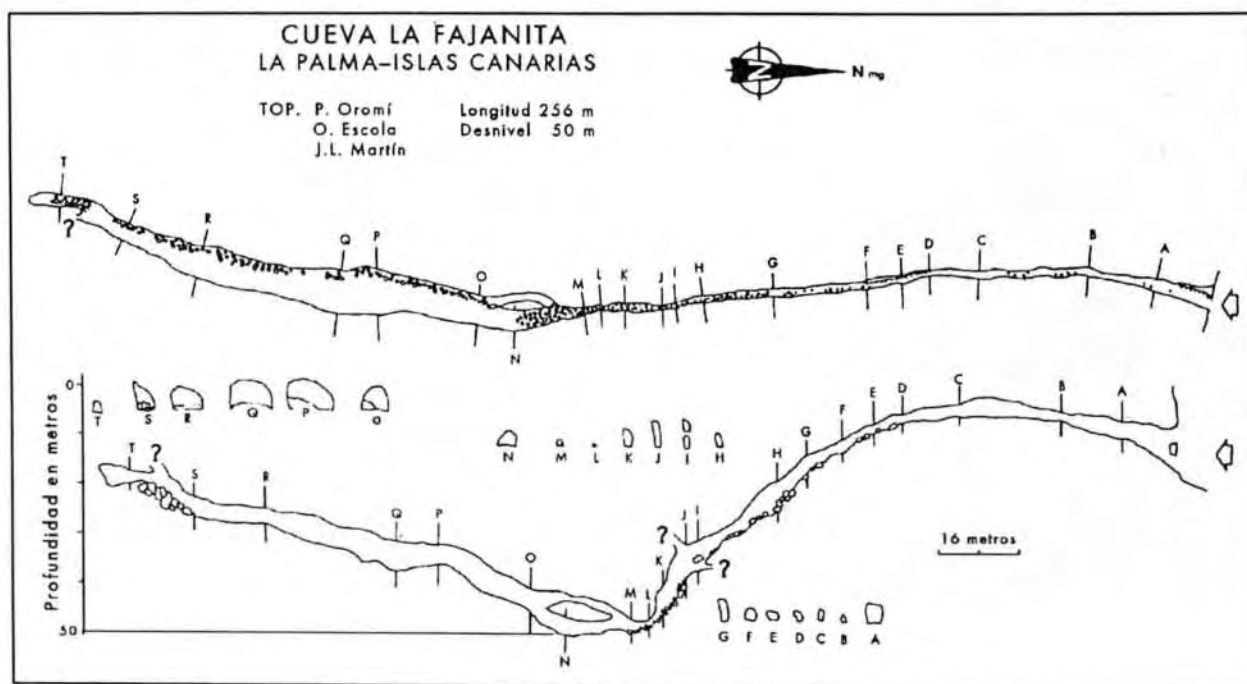 CUEVA LA FAJANITA
LA PALMA-ISLAS CANARIAS
N
N mg
TOP. P. Oromí Longitud 256 m
O. Escola Desnivel 50 m
J.L. Martín
T
S
R
Q
P
O
N
M
L
K
J
I
H
G
F
E
D
C
B
A
?
Profundidad en metros
0
50
T
S
R
Q
P
O
N
M
L
K
J
I
H
T
?
S
R
Q
P
O
N
M
L
K
?
J
I
?
H
G
F
E
D
C
B
A
16 metros
G
F
E
D
C
B
A